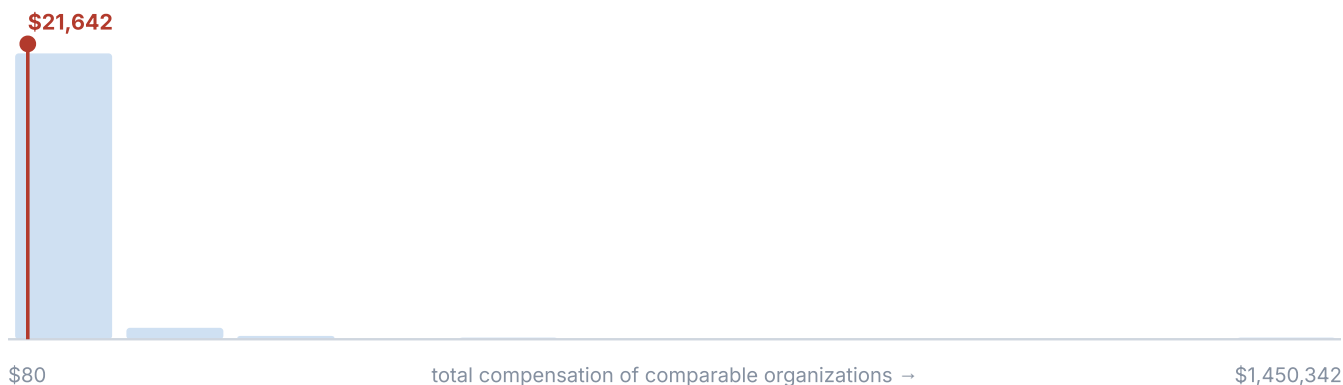 $21,642
$80
total compensation of comparable organizations →
$1,450,342